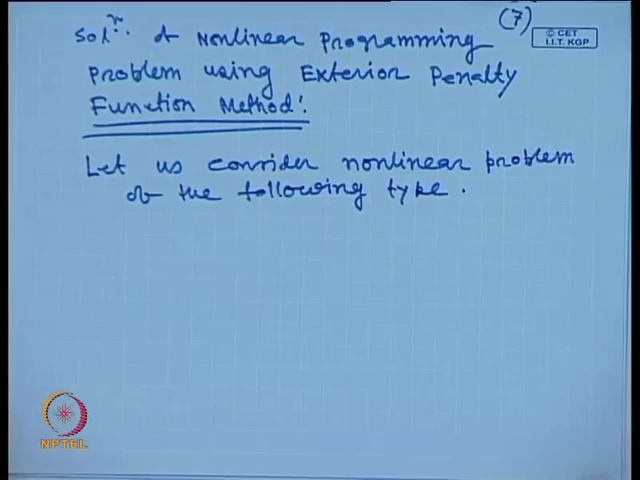 (7)
© CET
I.I.T. KGP
Solⁿ. of Nonlinear Programming
Problem using Exterior Penalty
Function Method:
Let us consider nonlinear problem
of the following type.
NPTEL